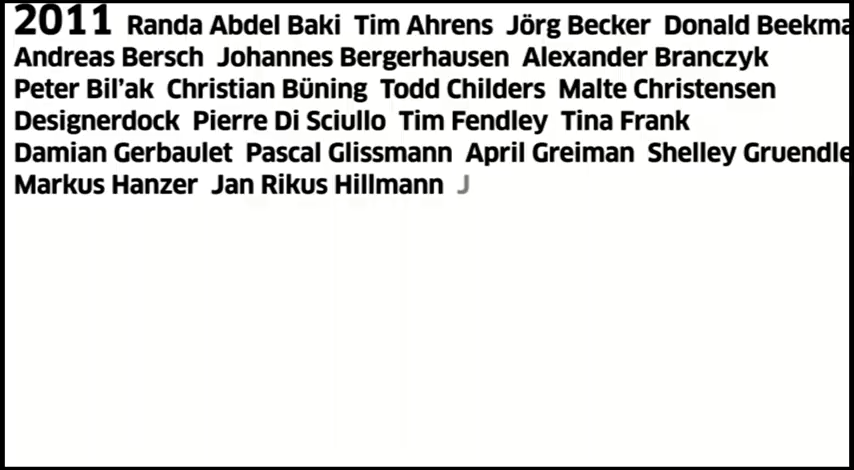 2011 Randa Abdel Baki Tim Ahrens Jörg Becker Donald Beekma
Andreas Bersch Johannes Bergerhausen Alexander Branczyk
Peter Bil’ak Christian Büning Todd Childers Malte Christensen
Designerdock Pierre Di Sciullo Tim Fendley Tina Frank
Damian Gerbaulet Pascal Glissmann April Greiman Shelley Gruendle
Markus Hanzer Jan Rikus Hillmann J